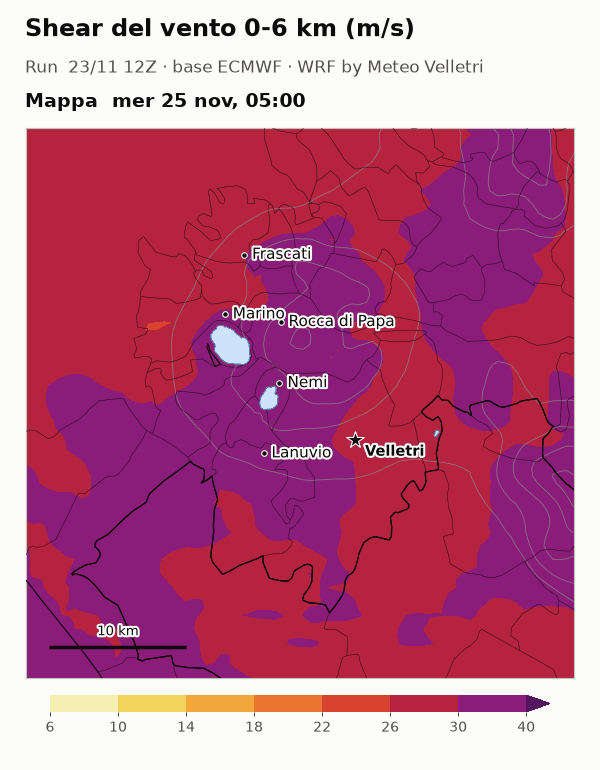 Shear del vento 0-6 km (m/s)
Run  23/11 12Z · base ECMWF · WRF by Meteo Velletri
Mappa  mer 25 nov, 05:00
Frascati
Marino
Rocca di Papa
Nemi
Velletri
Lanuvio
10 km
6 10 14 18 22 26 30 40